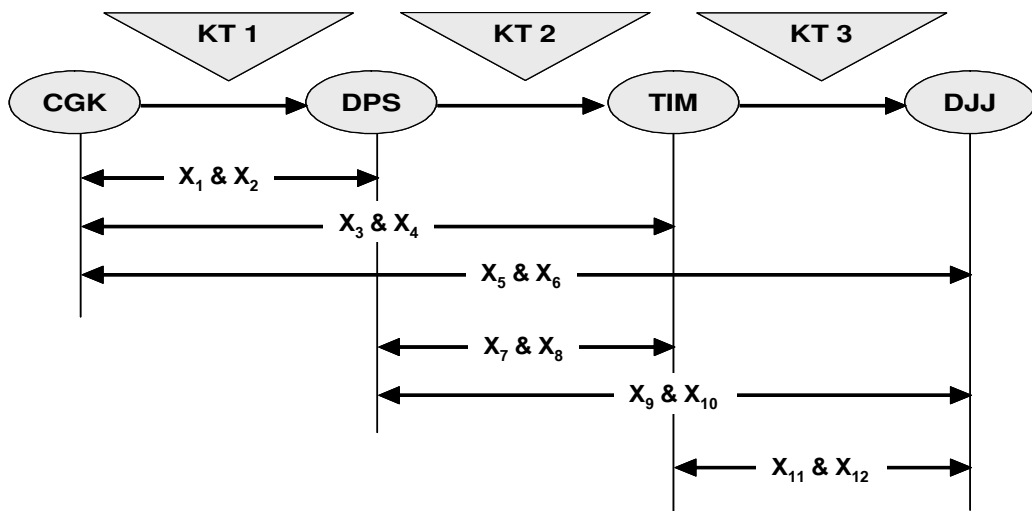 KT 1 KT 2 KT 3
CGK DPS TIM DJJ
X₁ & X₂
X₃ & X₄
X₅ & X₆
X₇ & X₈
X₉ & X₁₀
X₁₁ & X₁₂